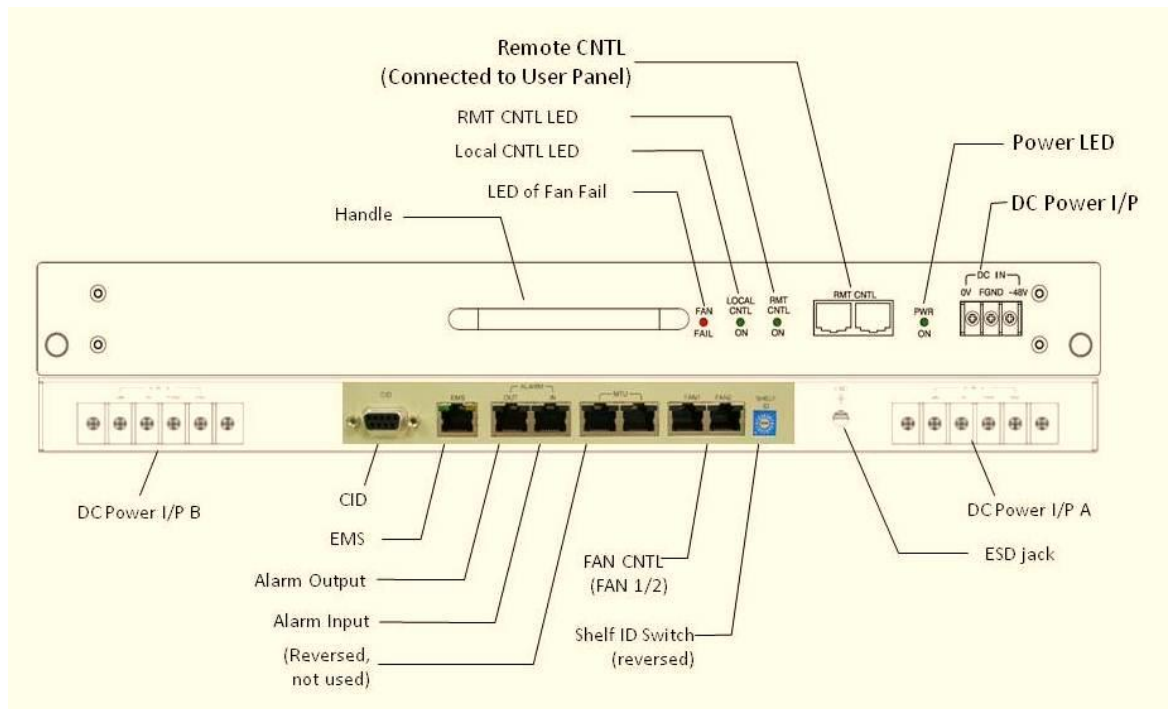 Remote CNTL
(Connected to User Panel)
RMT CNTL LED
Local CNTL LED
LED of Fan Fail
Handle
Power LED
DC Power I/P
DC IN
0V FGND -48V
RMT CNTL
FAN
FAIL
LOCAL
CNTL
ON
RMT
CNTL
ON
PWR
ON
CID
EMS
ALARM
OUT IN
MTU
FAN1 FAN2
SHELF
ID
DC Power I/P B
CID
EMS
Alarm Output
Alarm Input
(Reversed,
not used)
FAN CNTL
(FAN 1/2)
Shelf ID Switch
(reversed)
DC Power I/P A
ESD jack